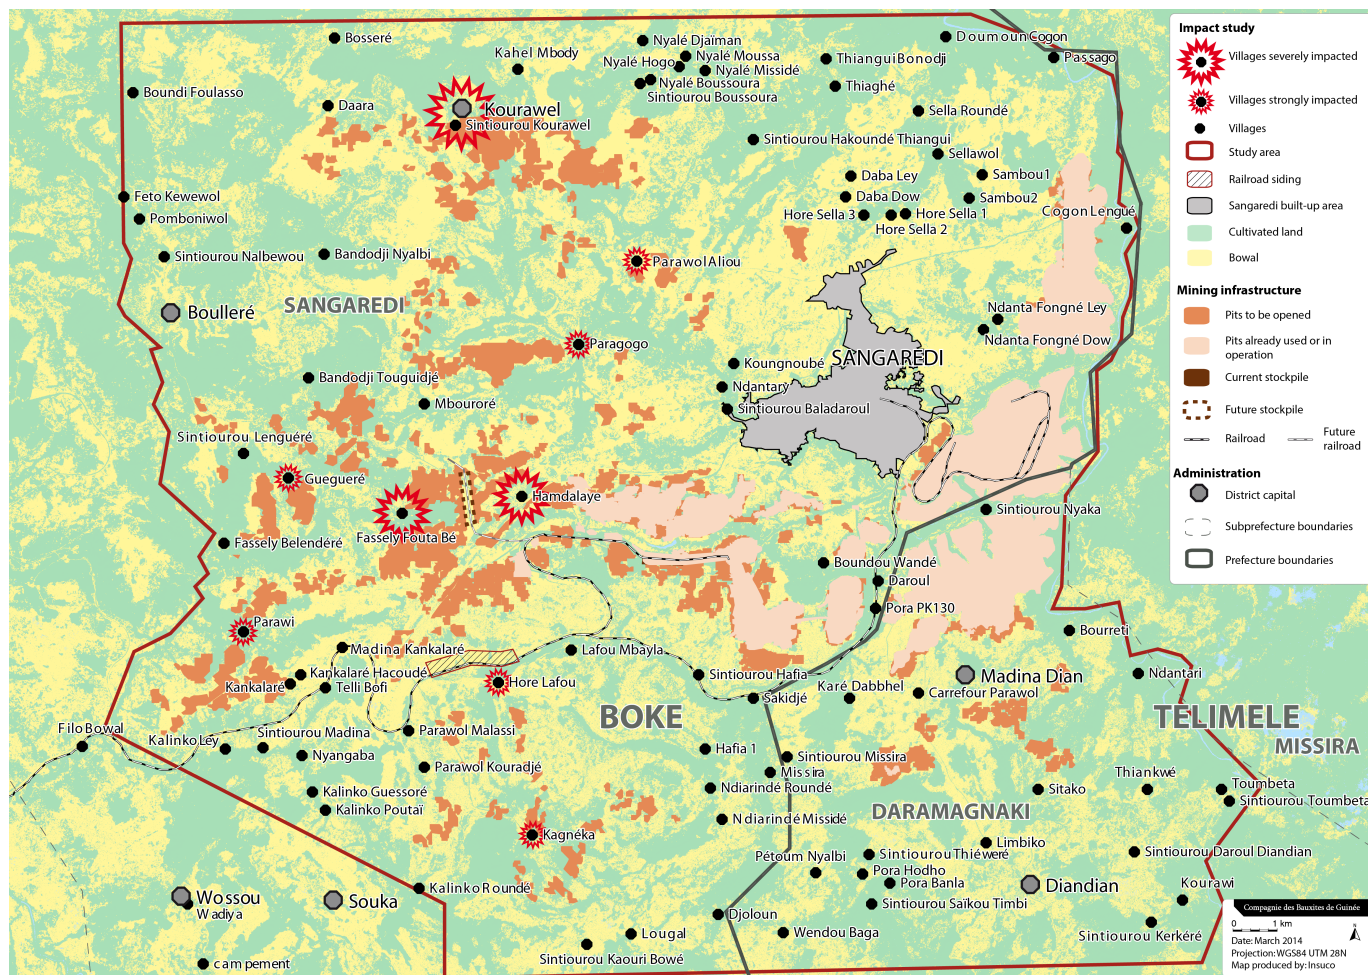 Bosseré
Kahel Mbody
Nyalé Djaïman
Nyalé Moussa
Nyalé Hogo
Nyalé Missidé
Nyalé Boussoura
Sintiourou Boussoura
Thiangui Bonodji
Doumoun Cogon
Passago
Thiaghé
Boundi Foulasso
Daara
Kourawel
Sintiourou Kourawel
Sella Roundé
Sintiourou Hakoundé Thiangui
Sellawol
Daba Ley
Sambou1
Daba Dow
Sambou2
Hore Sella 3
Hore Sella 1
Hore Sella 2
Cogon Lengué
Feto Kewewol
Pomboniwol
Sintiourou Nalbewou
Bandodji Nyalbi
Parawol Aliou
SANGAREDI
Boulleré
Ndanta Fongné Ley
Ndanta Fongné Dow
Paragogo
SANGAREDI
Koungnoubé
Bandodji Touguidjé
Ndantary
Mbouroré
Sintiourou Baladaroul
Sintiourou Lenguéré
Guegueré
Hamdalaye
Sintiourou Nyaka
Fassely Fouta Bé
Fassely Belendéré
Boundou Wandé
Daroul
Pora PK130
Parawi
Bourreti
Madina Kankalaré
Lafou Mbayla
Kankalaré Hacoudé
Kankalaré
Telli Bofi
Hore Lafou
Sintiourou Hafia
Madina Dian
Ndantari
Sakidjé
Karé Dabbhel
Carrefour Parawol
BOKE
TELIMELE
MISSIRA
Filo Bowal
Kalinko Ley
Sintiourou Madina
Parawol Malassi
Nyangaba
Hafia 1
Sintiourou Missira
Parawol Kouradjé
Missira
Ndiarindé Roundé
Sitako
Thiankwé
Toumbeta
Sintiourou Toumbeta
Kalinko Guessoré
Kalinko Poutaï
DARAMAGNAKI
Ndiarindé Missidé
Kagnéka
Limbiko
Pétoum Nyalbi
Sintiourou Thiéweré
Sintiourou Daroul Diandian
Pora Hodho
Pora Banla
Diandian
Kourawi
Kalinko Roundé
Wossou
Wadiya
Souka
Sintiourou Saïkou Timbi
Djoloun
Wendou Baga
Lougal
Sintiourou Kaouri Bowé
Sintiourou Kerkéré
campement
Impact study
Villages severely impacted
Villages strongly impacted
Villages
Study area
Railroad siding
Sangaredi built-up area
Cultivated land
Bowal
Mining infrastructure
Pits to be opened
Pits already used or in
operation
Current stockpile
Future stockpile
Railroad
Future
railroad
Administration
District capital
Subprefecture boundaries
Prefecture boundaries
Compagnie des Bauxites de Guinée
0 1 km
N
Date: March 2014
Projection: WGS84 UTM 28N
Map produced by: Insuco